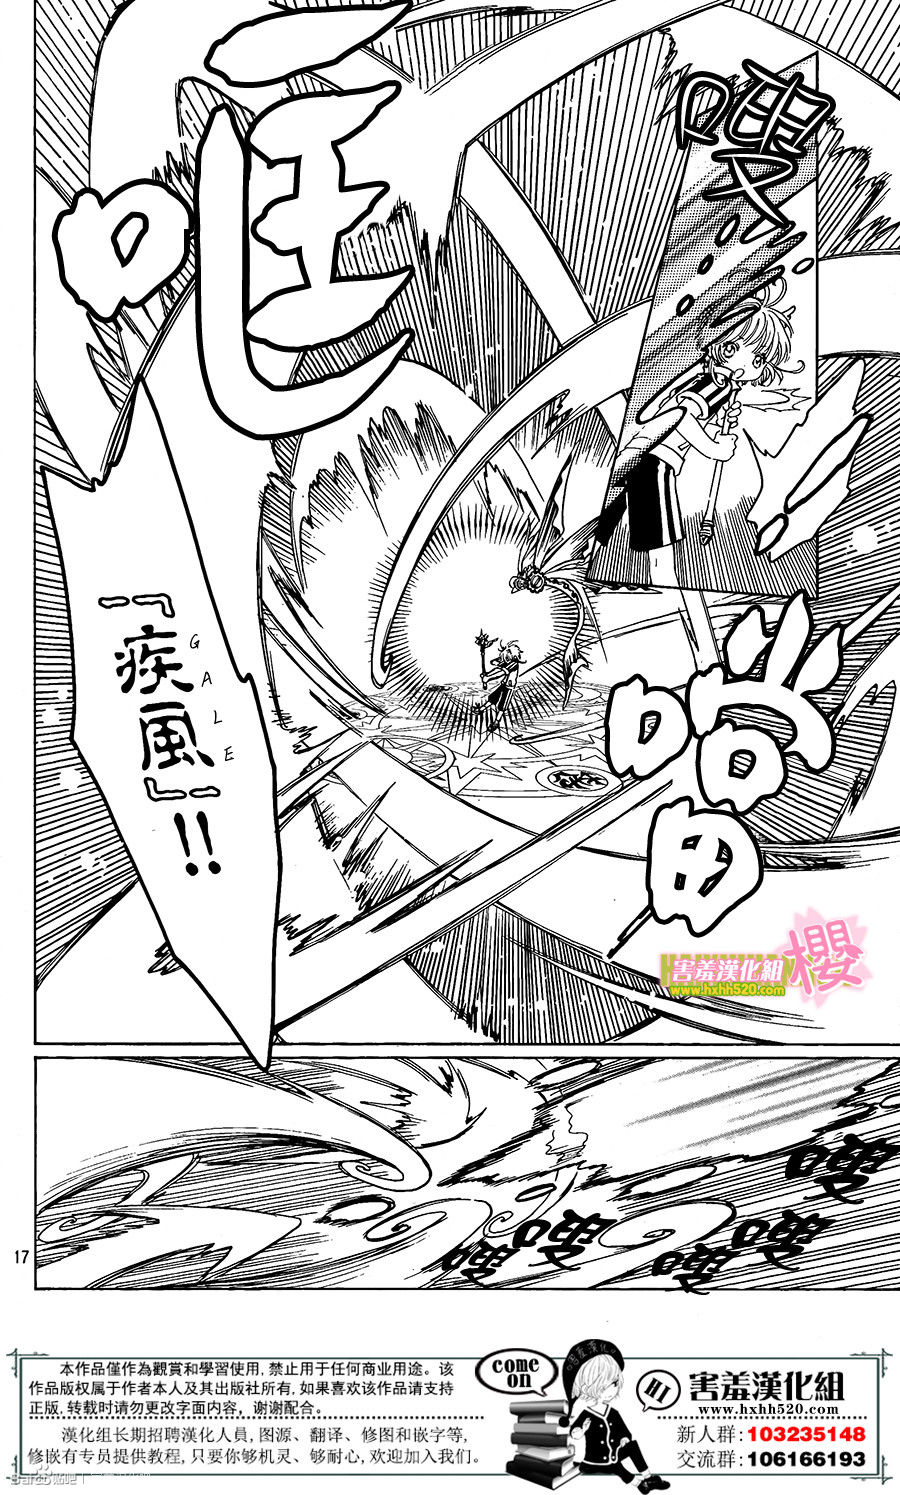 嗖
哐
!!
「疾風」!!
GALE
嘡
害羞漢化組
www.hxhh520.com
櫻
嗖
嗖
嗖
嗖
嗖
17
本作品僅作為觀賞和學習使用, 禁止用于任何商业用途。该
作品版权属于作者本人及其出版社所有, 如果喜欢该作品请支持
正版, 转载时请勿更改字面内容, 谢谢配合。
漢化组长期招聘漢化人员, 图源、翻译、修图和嵌字等,
修嵌有专员提供教程, 只要你够机灵、够耐心, 欢迎加入我们。
come on
HI
害羞漢化組
www.hxhh520.com
新人群: 103235148
交流群: 106166193